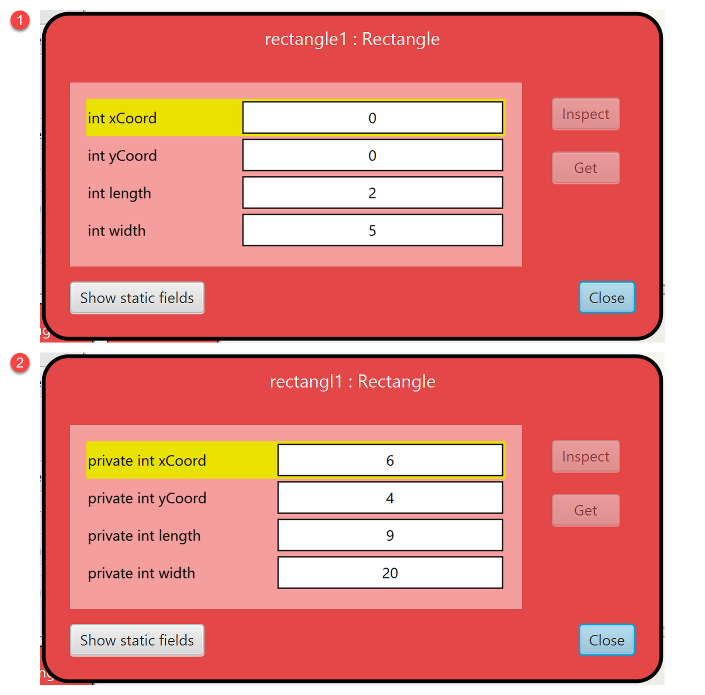 1
rectangle1 : Rectangle
int xCoord 0 Inspect
int yCoord 0
Get
int length 2
int width 5
Show static fields Close
2
rectangl1 : Rectangle
private int xCoord 6 Inspect
private int yCoord 4
Get
private int length 9
private int width 20
Show static fields Close